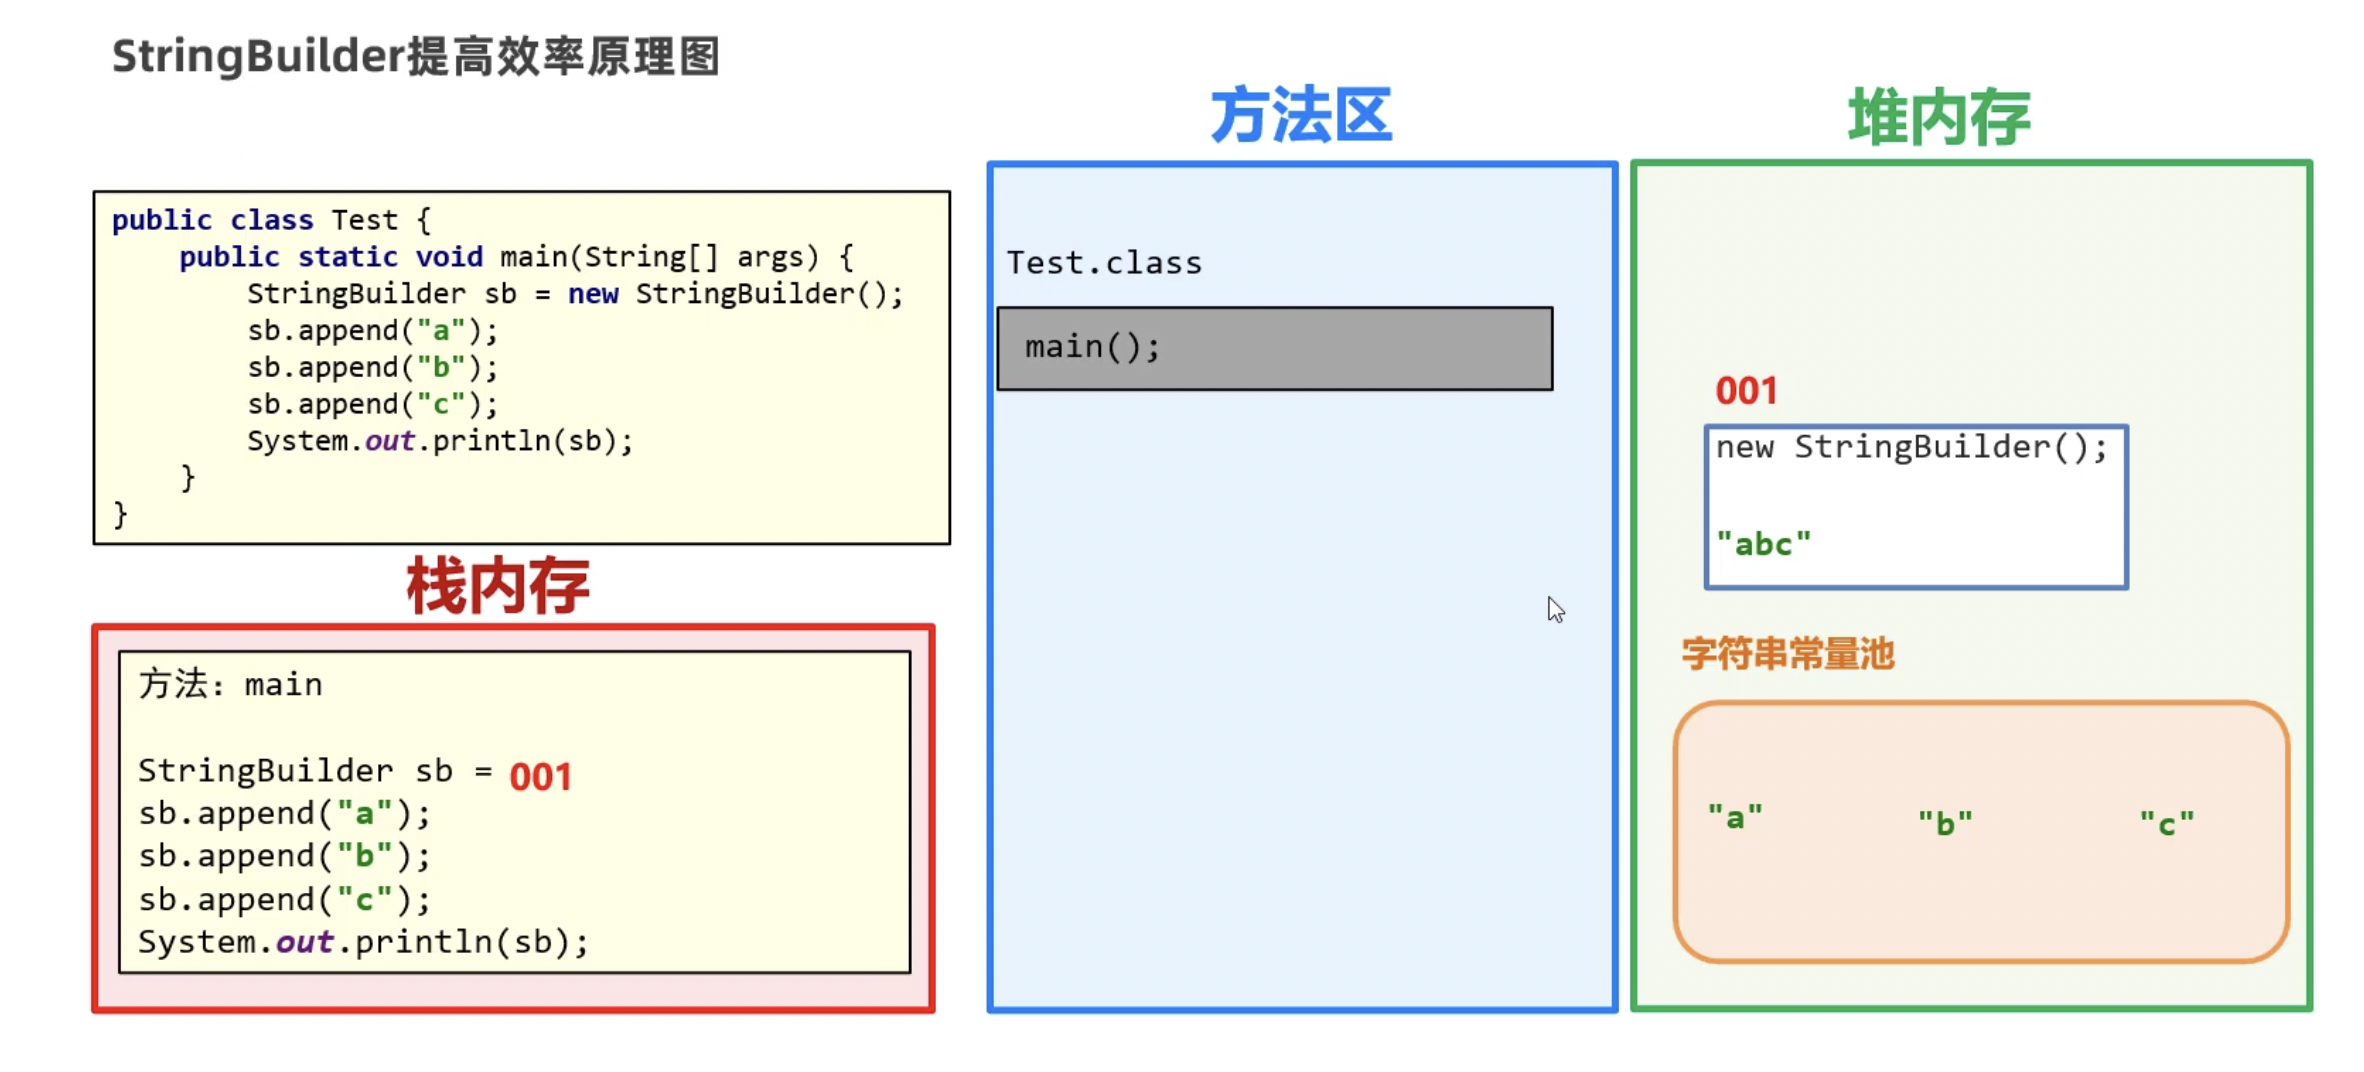 StringBuilder提高效率原理图
public class Test {
    public static void main(String[] args) {
        StringBuilder sb = new StringBuilder();
        sb.append("a");
        sb.append("b");
        sb.append("c");
        System.out.println(sb);
    }
}
栈内存
方法：main
StringBuilder sb = 001
sb.append("a");
sb.append("b");
sb.append("c");
System.out.println(sb);
方法区
Test.class
main();
堆内存
001
new StringBuilder();
"abc"
字符串常量池
"a" "b" "c"